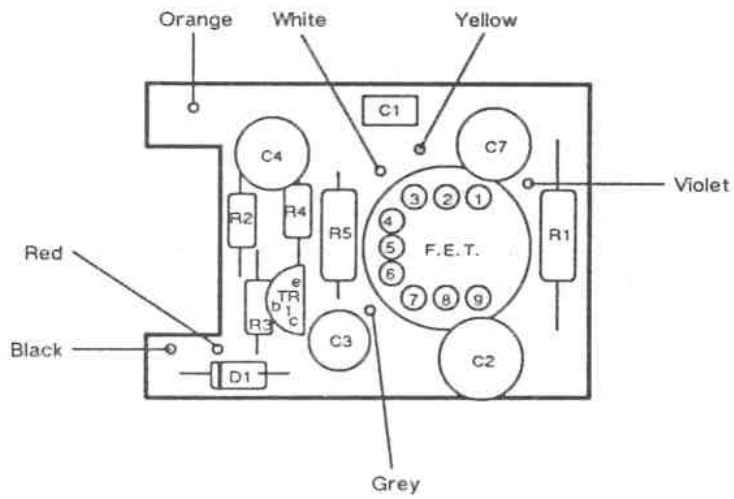 Orange White Yellow
C1
C4 C7
3 2 1
Violet
R2 R4 4
R5 5 F.E.T. R1
6
Red
e
TR
b 1
c
7 8 9
R3
Black
C3 C2
D1
Grey